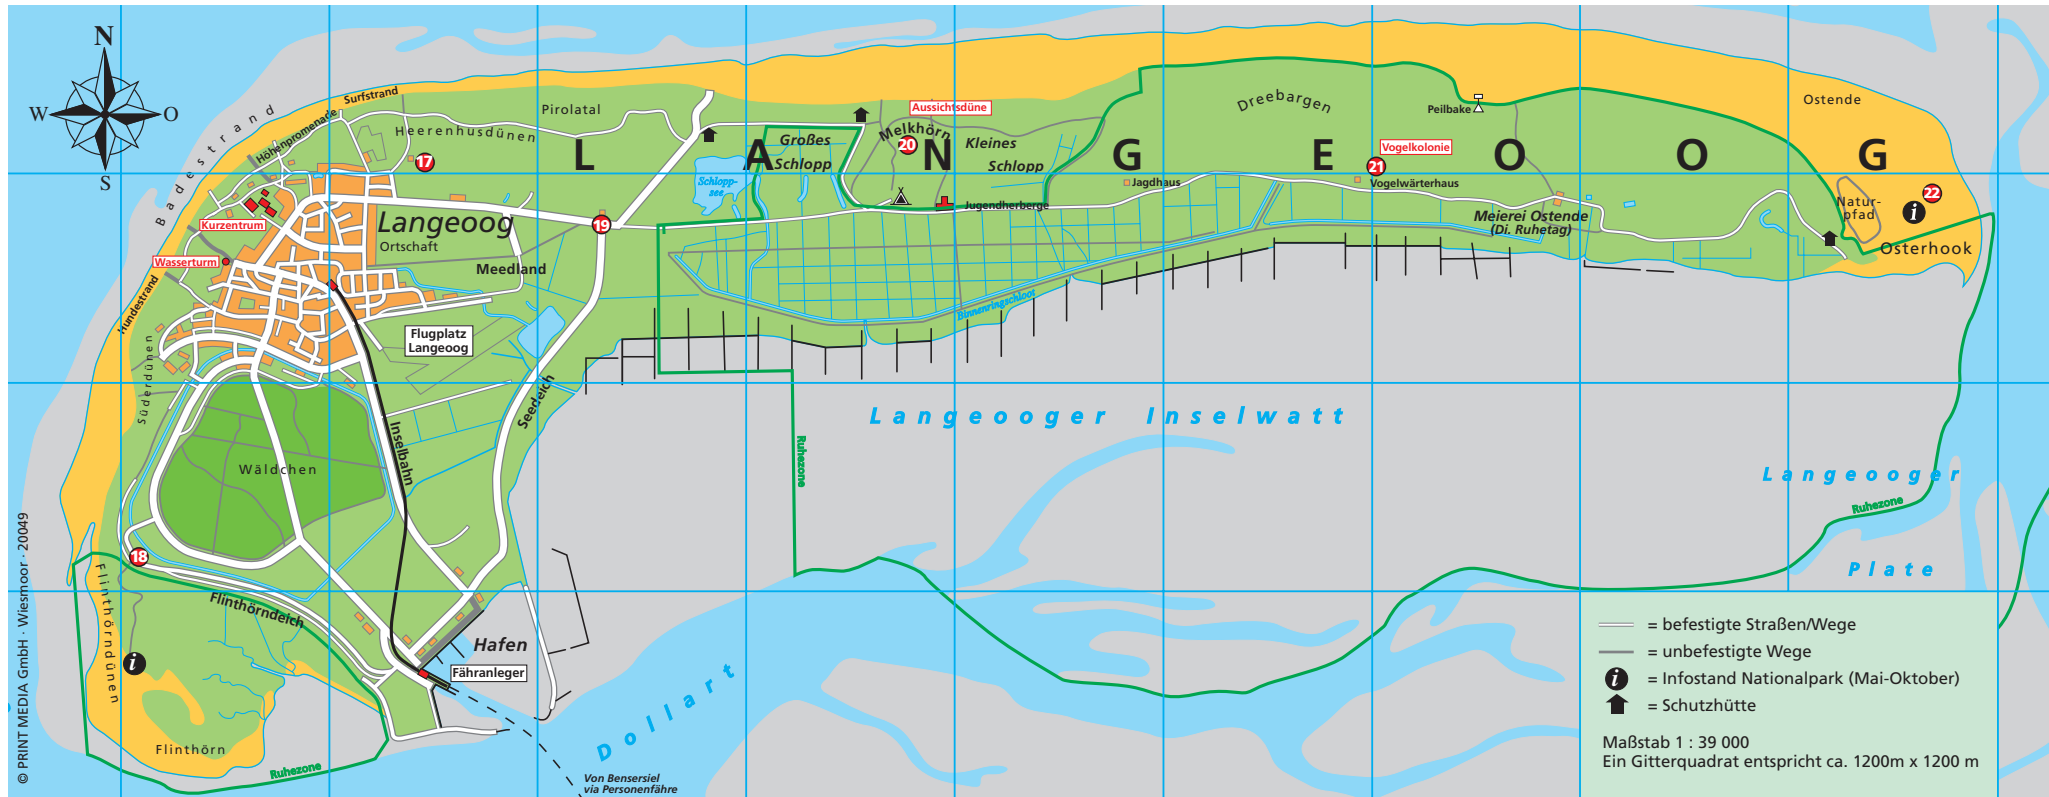 N
W
O
S
Badestrand
Höhenpromenade
Surfstrand
Heerenhusdünen
Pirolatal
17
L A N G E O O G
Großes
Schlopp
Schlopp-
see
Melkhörn
20
Aussichtsdüne
Kleines
Schlopp
Jagdhaus
Jugendherberge
Dreebargen
Peilbake
Vogelkolonie
21
Vogelwärterhaus
Meierei Ostende
(Di. Ruhetag)
Ostende
Natur-
pfad
22
i
Osterhook
Kurzentrum
Wasserturm
Hundestrand
Süderdünen
Langeoog
Ortschaft
Meedland
19
Flugplatz
Langeoog
Binnenringschloot
Seedeich
Inselbahn
Wäldchen
18
Flinthörndünen
Flinthörndeich
i
Flinthörn
Ruhezone
Hafen
Fähranleger
Von Bensersiel
via Personenfähre
Dollart
Ruhezone
Langeooger Inselwatt
Langeooger
Plate
Ruhezone
© PRINT MEDIA GmbH · Wiesmoor · 20049
= befestigte Straßen/Wege
= unbefestigte Wege
i = Infostand Nationalpark (Mai-Oktober)
= Schutzhütte
Maßstab 1 : 39 000
Ein Gitterquadrat entspricht ca. 1200m x 1200 m